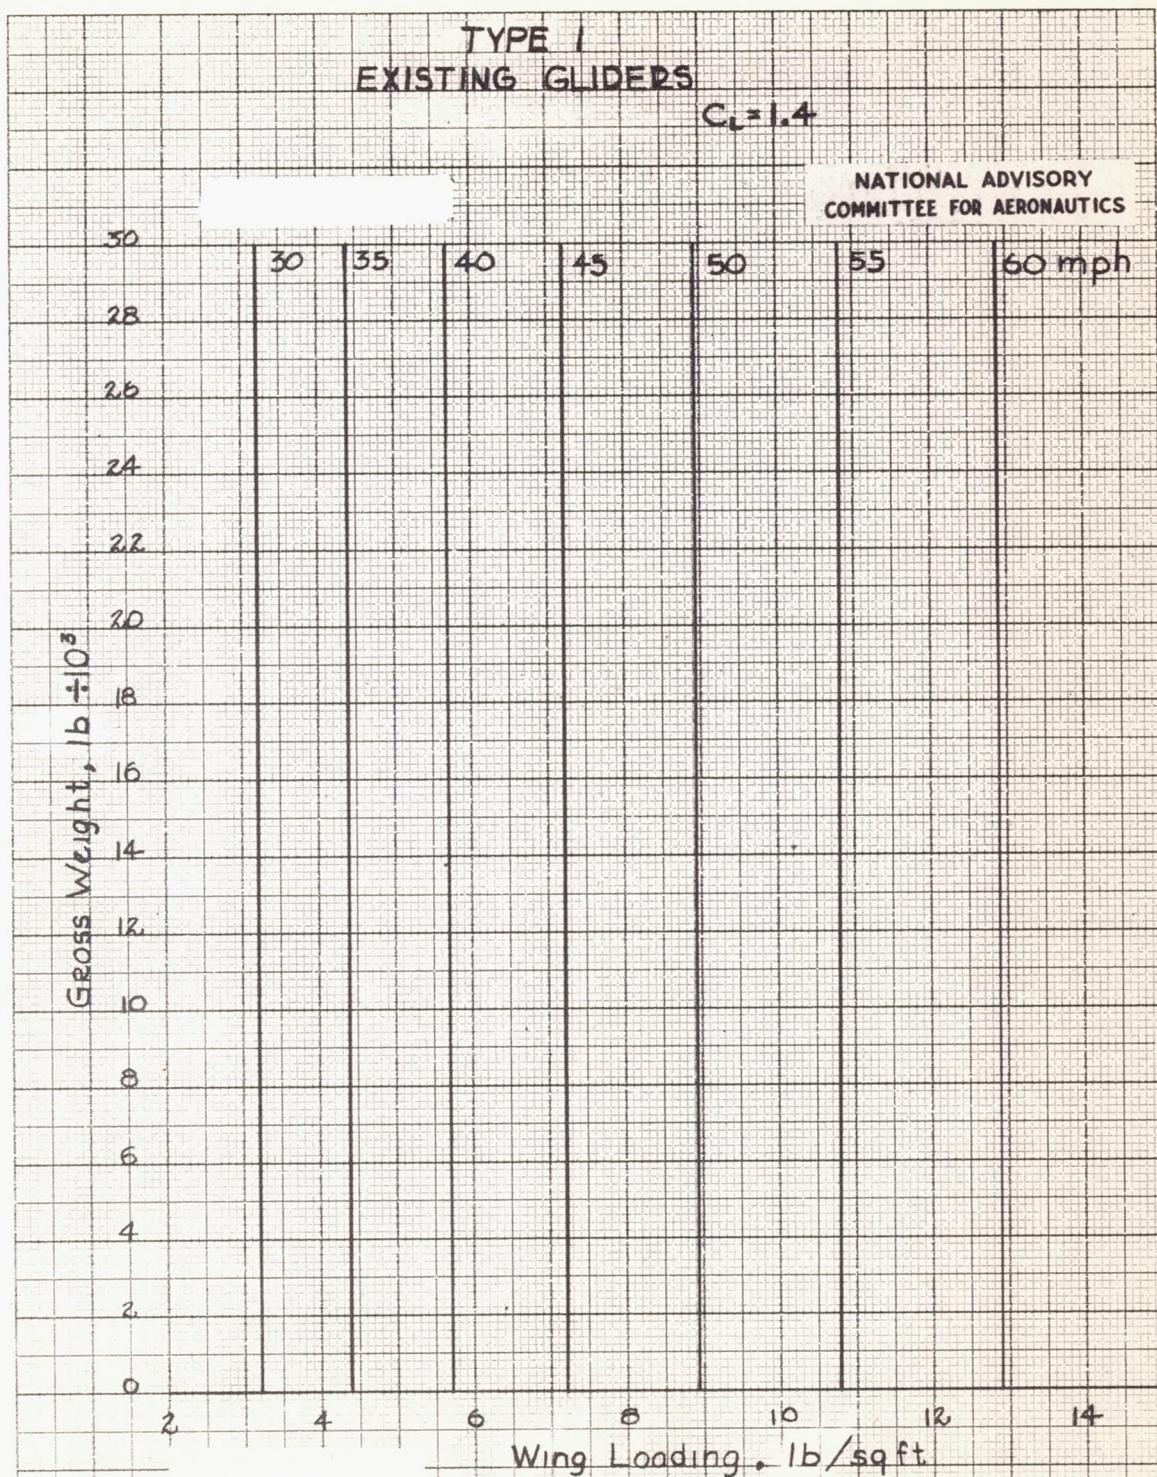 TYPE 1
EXISTING GLIDERS
C_L = 1.4
NATIONAL ADVISORY
COMMITTEE FOR AERONAUTICS
30 35 40 45 50 55 60 mph
30
28
26
24
22
20
18
16
14
12
10
8
6
4
2
0
Gross Weight, lb ÷10³
2 4 6 8 10 12 14
Wing Loading, lb/sq ft